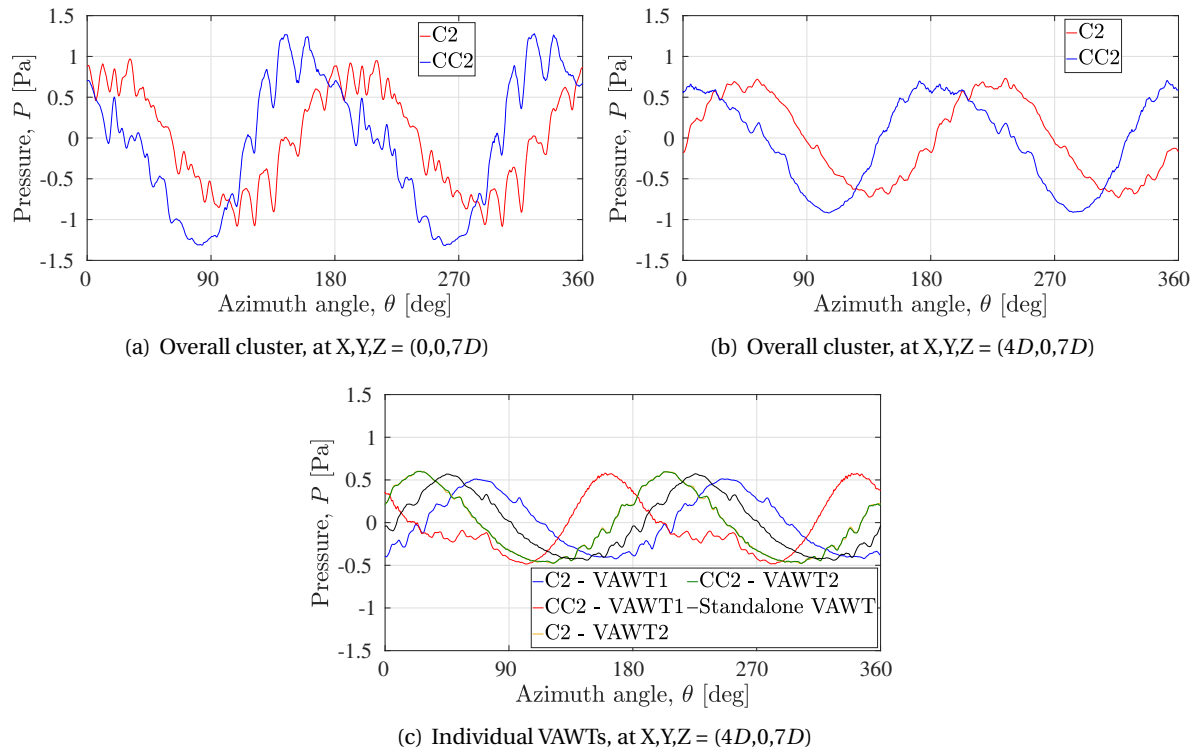 1.5
1
0.5
0
-0.5
-1
-1.5
Pressure, P [Pa]
C2
CC2
0 90 180 270 360
Azimuth angle, θ [deg]
(a) Overall cluster, at X,Y,Z = (0,0,7D)
1.5
1
0.5
0
-0.5
-1
-1.5
Pressure, P [Pa]
C2
CC2
0 90 180 270 360
Azimuth angle, θ [deg]
(b) Overall cluster, at X,Y,Z = (4D,0,7D)
1.5
1
0.5
0
-0.5
-1
-1.5
Pressure, P [Pa]
C2 - VAWT1 CC2 - VAWT2
CC2 - VAWT1 Standalone VAWT
C2 - VAWT2
0 90 180 270 360
Azimuth angle, θ [deg]
(c) Individual VAWTs, at X,Y,Z = (4D,0,7D)